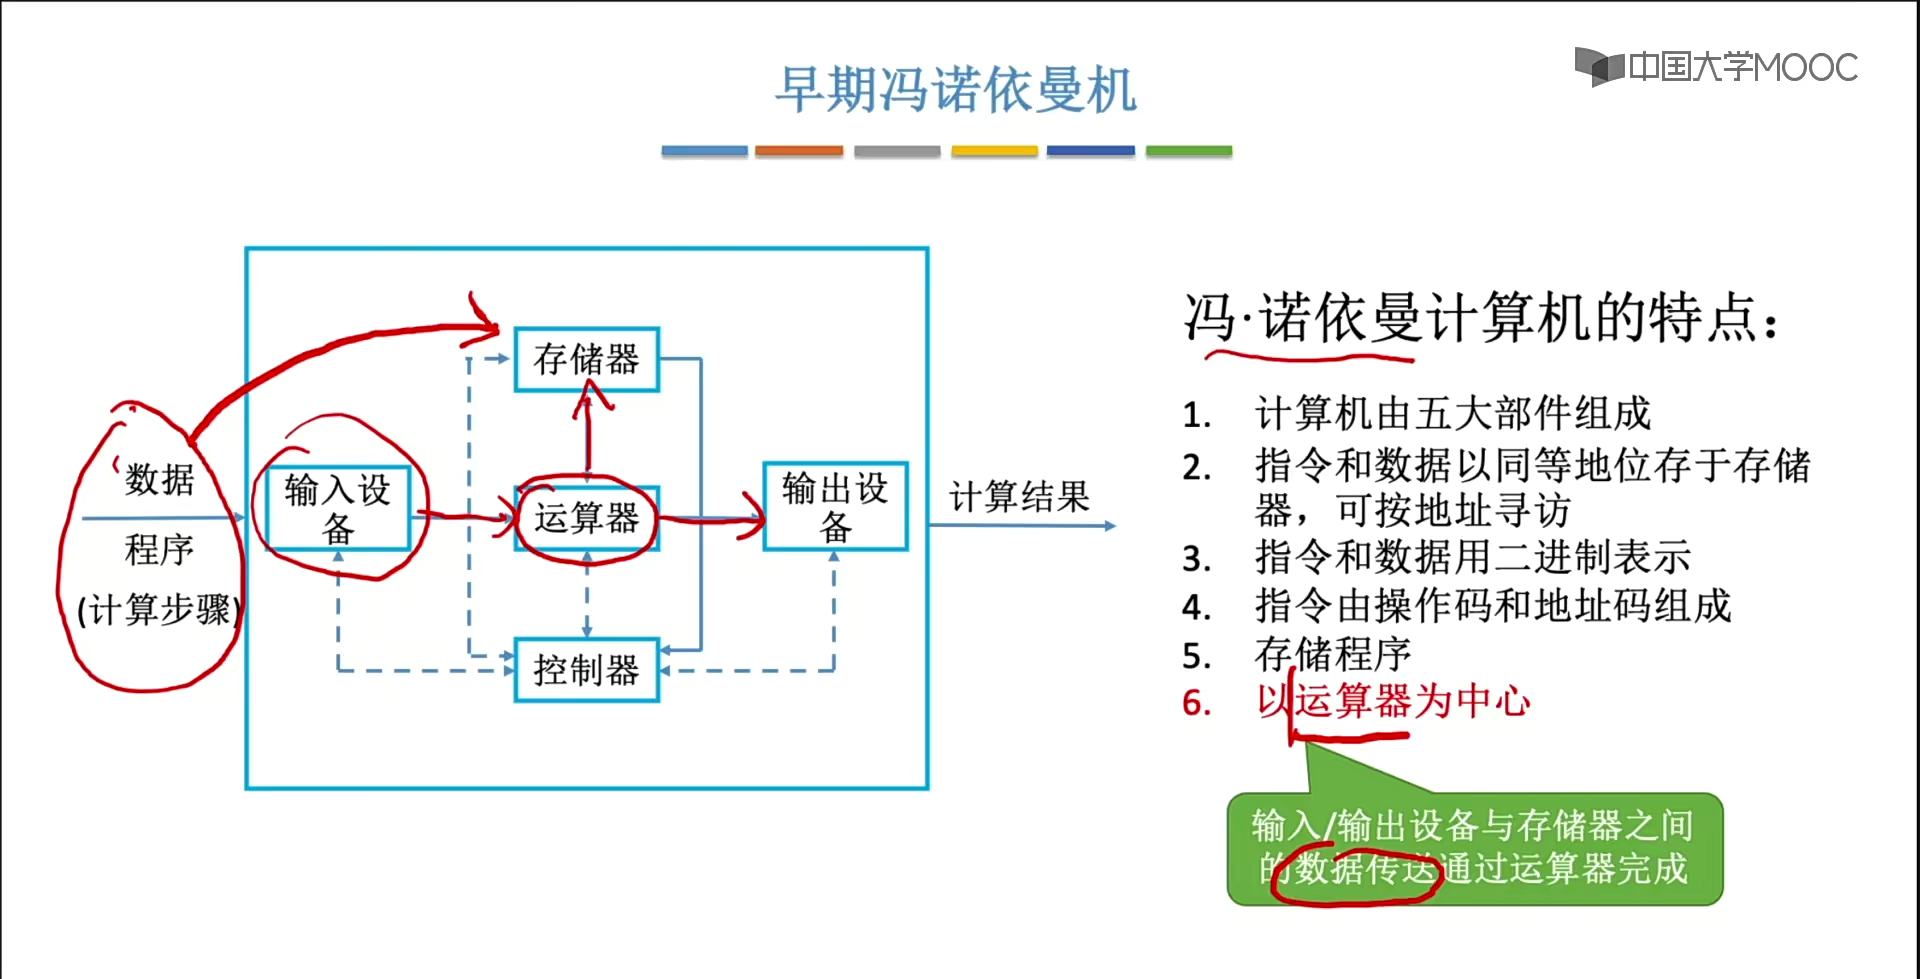 中国大学MOOC
早期冯诺依曼机
数据
程序
(计算步骤)
输入设
备
存储器
运算器
控制器
输出设
备
计算结果
冯·诺依曼计算机的特点：
1. 计算机由五大部件组成
2. 指令和数据以同等地位存于存储
器，可按地址寻访
3. 指令和数据用二进制表示
4. 指令由操作码和地址码组成
5. 存储程序
6. 以运算器为中心
输入/输出设备与存储器之间
的数据传送通过运算器完成